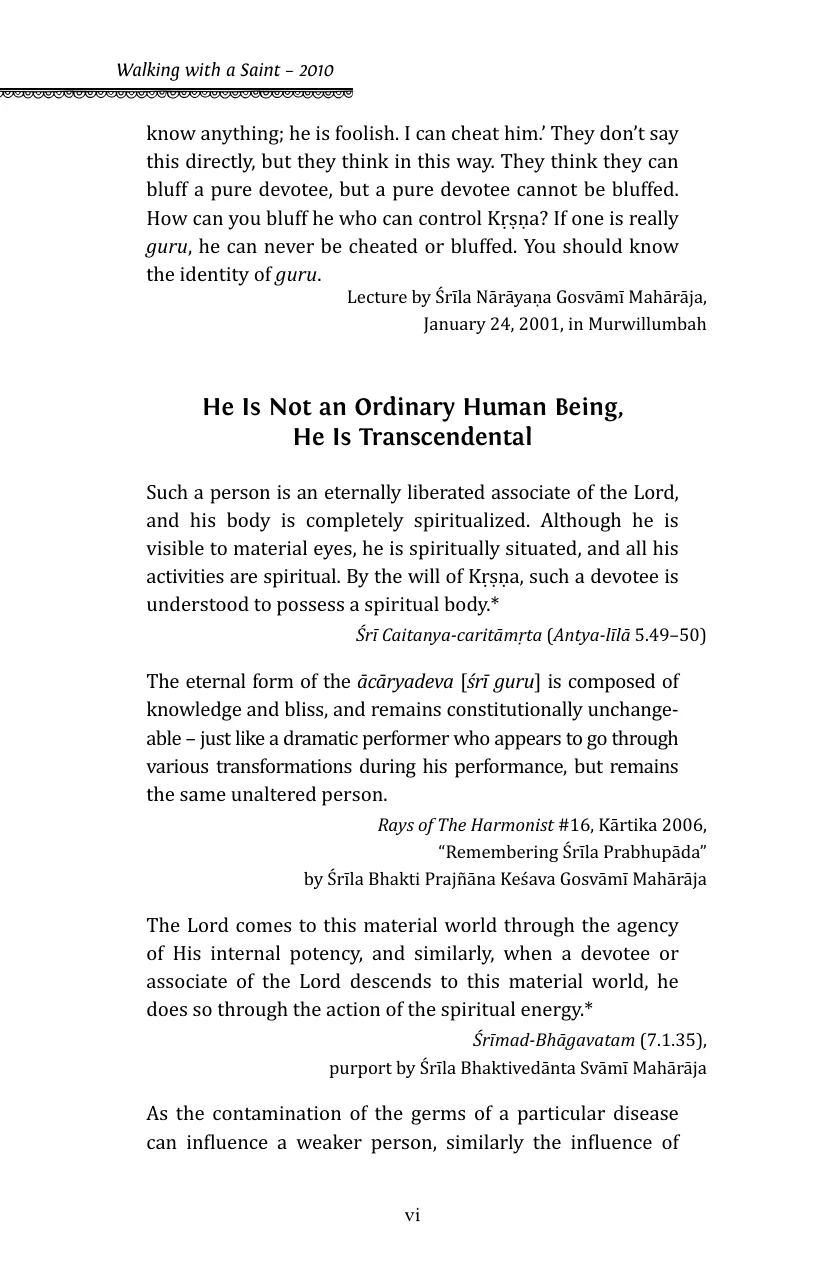 Walking with a Saint – 2010
know anything; he is foolish. I can cheat him.’ They don’t say
this directly, but they think in this way. They think they can
bluff a pure devotee, but a pure devotee cannot be bluffed.
How can you bluff he who can control Kṛṣṇa? If one is really
guru, he can never be cheated or bluffed. You should know
the identity of guru.
Lecture by Śrīla Nārāyaṇa Gosvāmī Mahārāja,
January 24, 2001, in Murwillumbah
He Is Not an Ordinary Human Being,
He Is Transcendental
Such a person is an eternally liberated associate of the Lord,
and his body is completely spiritualized. Although he is
visible to material eyes, he is spiritually situated, and all his
activities are spiritual. By the will of Kṛṣṇa, such a devotee is
understood to possess a spiritual body.*
Śrī Caitanya-caritāmṛta (Antya-līlā 5.49–50)
The eternal form of the ācāryadeva [śrī guru] is composed of
knowledge and bliss, and remains constitutionally unchange-
able – just like a dramatic performer who appears to go through
various transformations during his performance, but remains
the same unaltered person.
Rays of The Harmonist #16, Kārtika 2006,
“Remembering Śrīla Prabhupāda”
by Śrīla Bhakti Prajñāna Keśava Gosvāmī Mahārāja
The Lord comes to this material world through the agency
of His internal potency, and similarly, when a devotee or
associate of the Lord descends to this material world, he
does so through the action of the spiritual energy.*
Śrīmad-Bhāgavatam (7.1.35),
purport by Śrīla Bhaktivedānta Svāmī Mahārāja
As the contamination of the germs of a particular disease
can influence a weaker person, similarly the influence of
vi